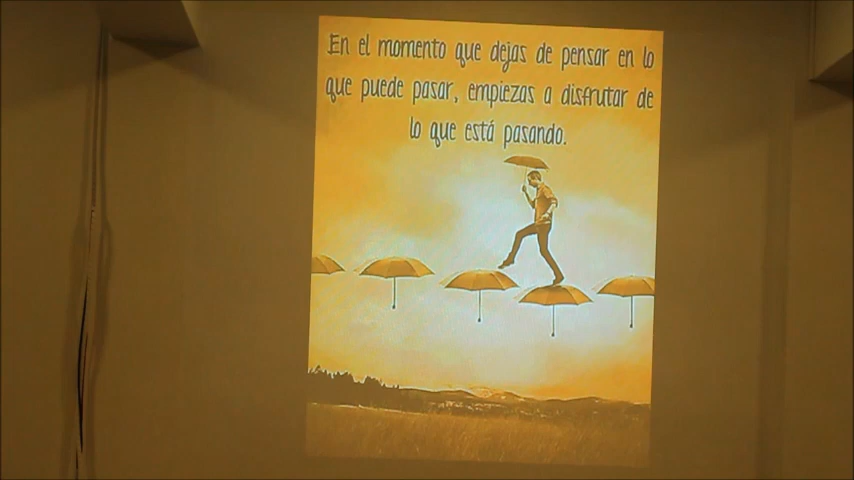 En el momento que dejas de pensar en lo
que puede pasar, empiezas a disfrutar de
lo que está pasando.